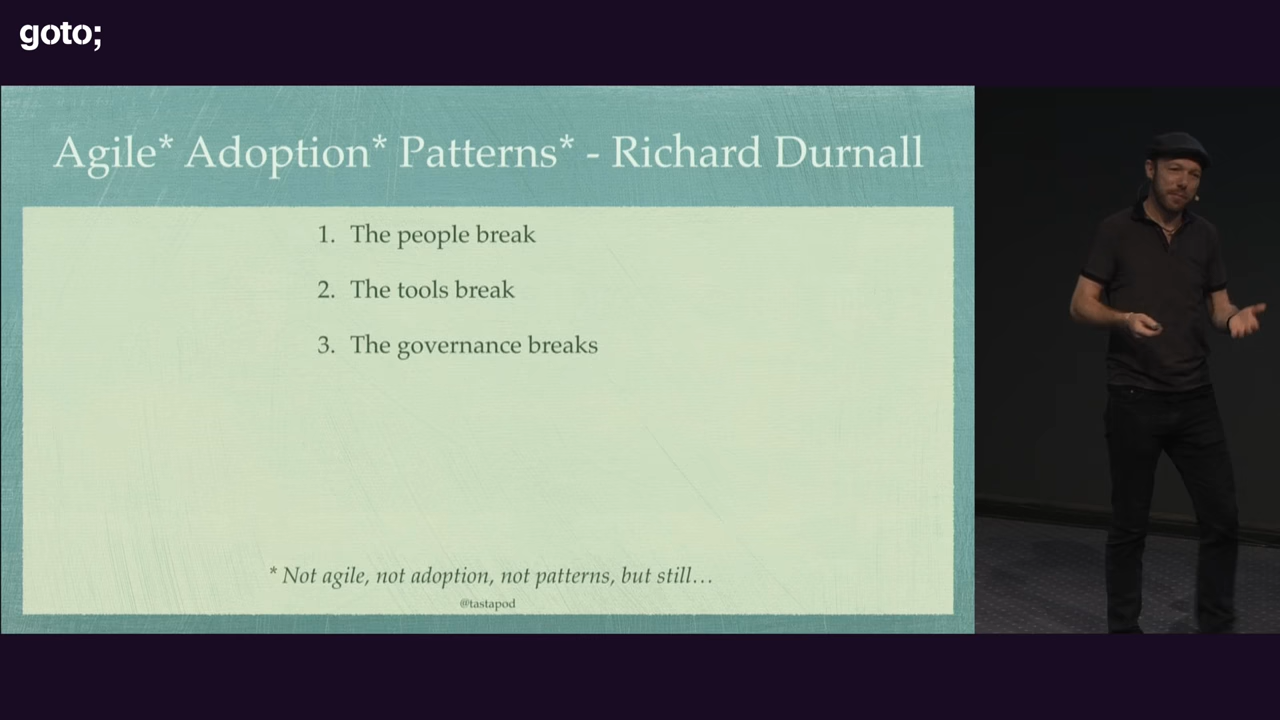 goto;
Agile* Adoption* Patterns* - Richard Durnall
1. The people break
2. The tools break
3. The governance breaks
* Not agile, not adoption, not patterns, but still…
@tastapod